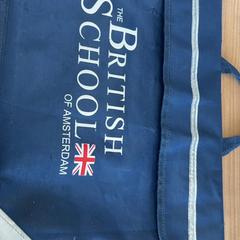 THE
BRITISH
SCHOOL
OF AMSTERDAM